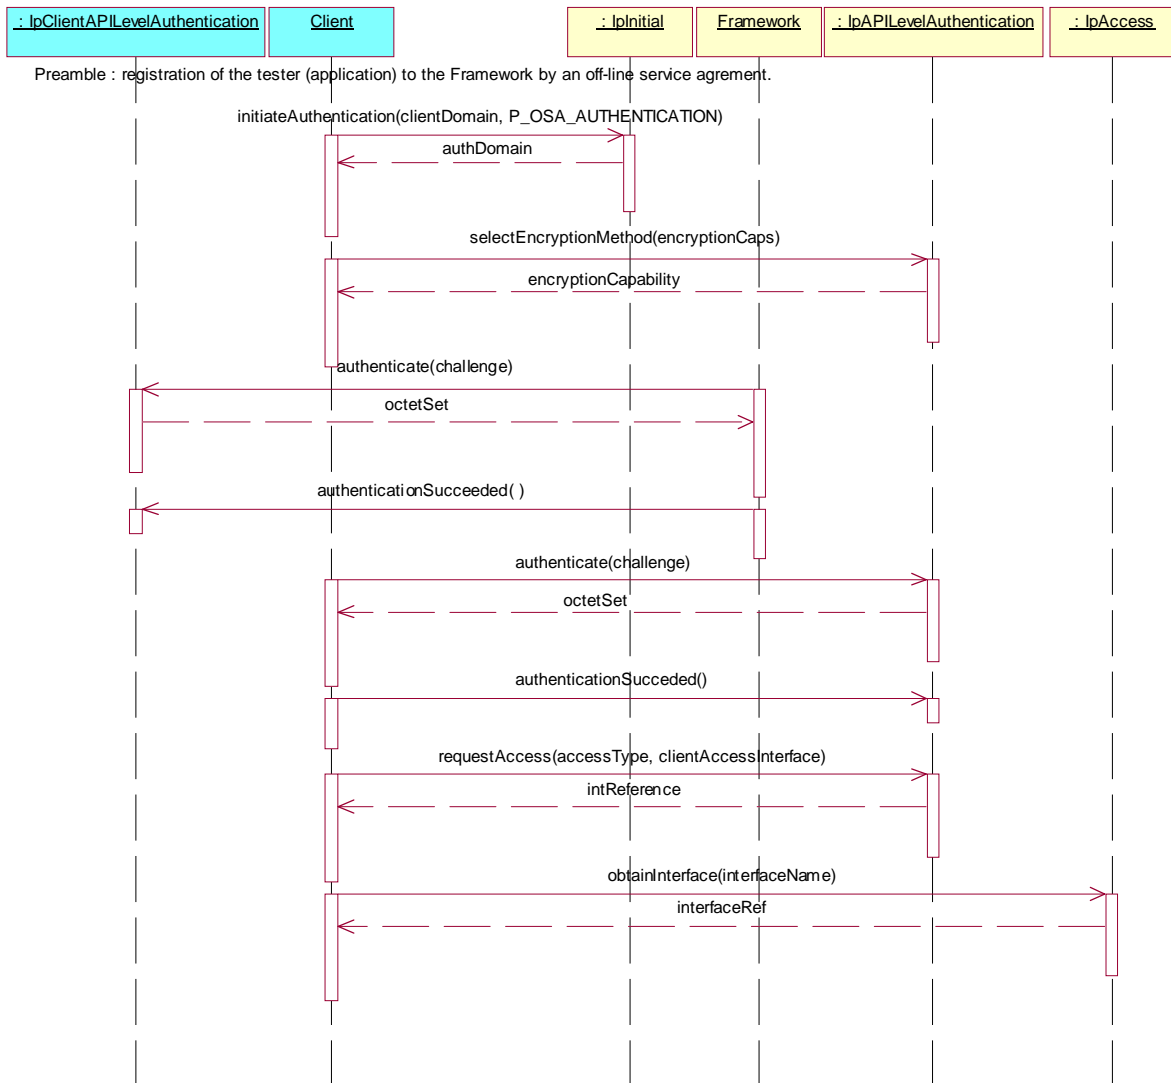 : IpClientAPILevelAuthentication
Client
: IpInitial
Framework
: IpAPILevelAuthentication
: IpAccess
Preamble : registration of the tester (application) to the Framework by an off-line service agrement.
initiateAuthentication(clientDomain, P_OSA_AUTHENTICATION)
authDomain
selectEncryptionMethod(encryptionCaps)
encryptionCapability
authenticate(challenge)
octetSet
authenticationSucceeded( )
authenticate(challenge)
octetSet
authenticationSucceded()
requestAccess(accessType, clientAccessInterface)
intReference
obtainInterface(interfaceName)
interfaceRef